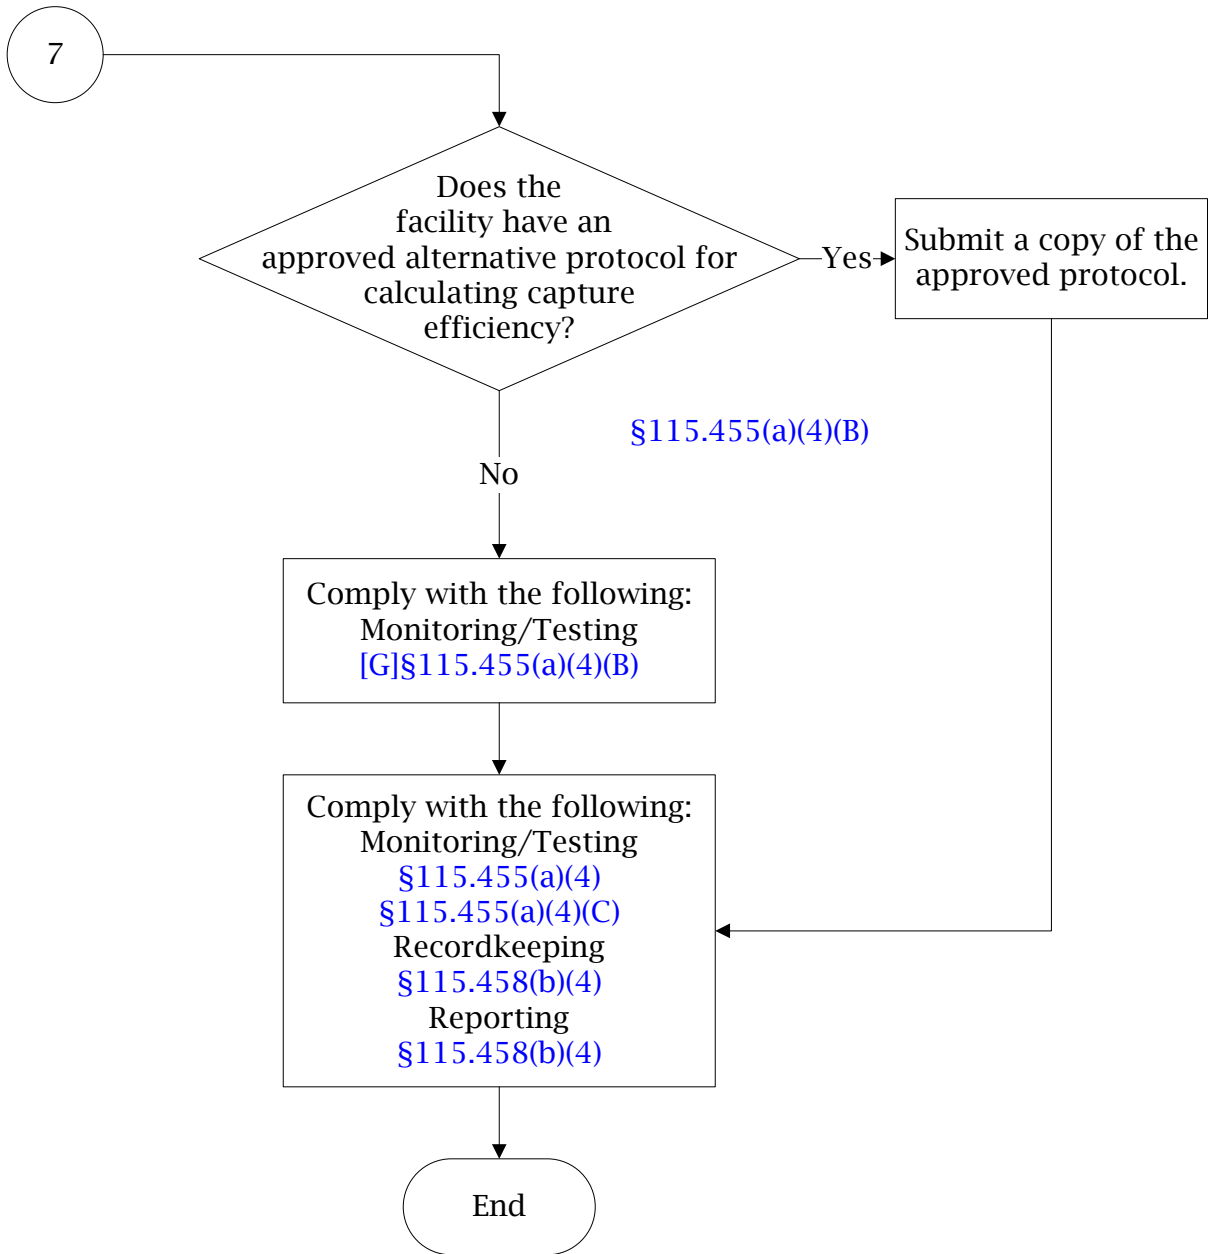 7
Does the
facility have an
approved alternative protocol for
calculating capture
efficiency?
Yes
Submit a copy of the
approved protocol.
§115.455(a)(4)(B)
No
Comply with the following:
Monitoring/Testing
[G]§115.455(a)(4)(B)
Comply with the following:
Monitoring/Testing
§115.455(a)(4)
§115.455(a)(4)(C)
Recordkeeping
§115.458(b)(4)
Reporting
§115.458(b)(4)
End